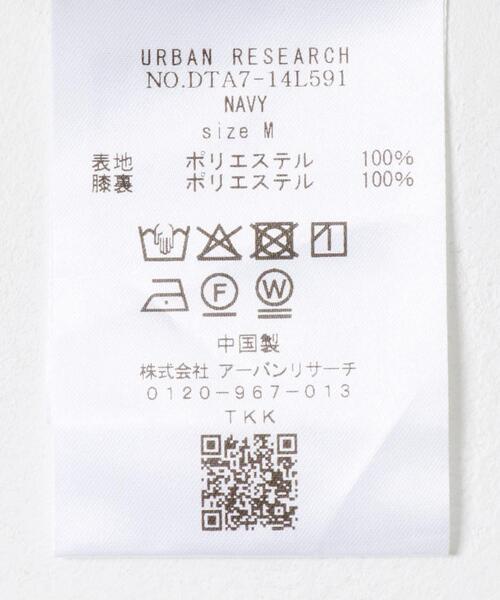 URBAN RESEARCH
NO.DTA7-14L591
NAVY
size M
表地 ポリエステル 100%
膝裏 ポリエステル 100%
F W
中国製
株式会社 アーバンリサーチ
0120-967-013
TKK